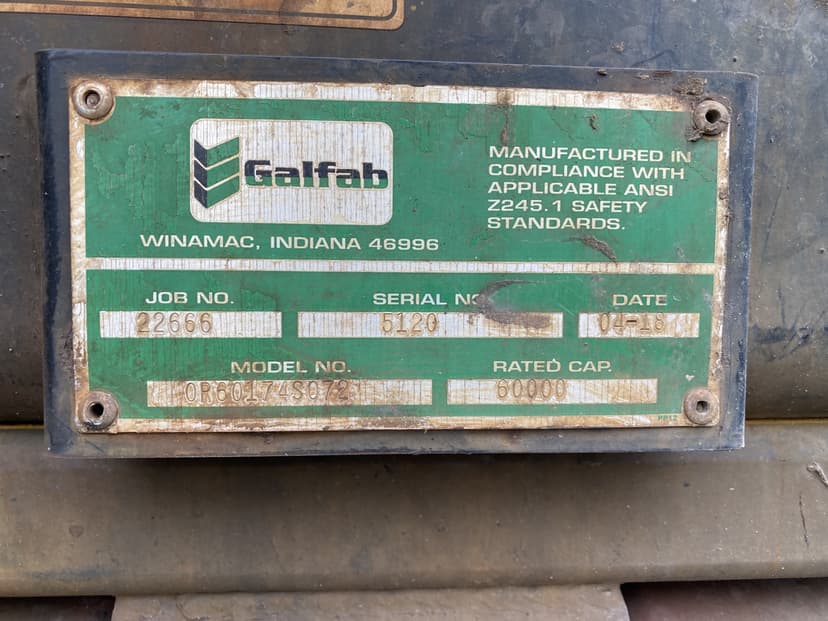 Galfab
MANUFACTURED IN
COMPLIANCE WITH
APPLICABLE ANSI
Z245.1 SAFETY
STANDARDS.
WINAMAC, INDIANA 46996
JOB NO. SERIAL NO. DATE
22666 5120 04-18
MODEL NO. RATED CAP.
OR60174S072 60000